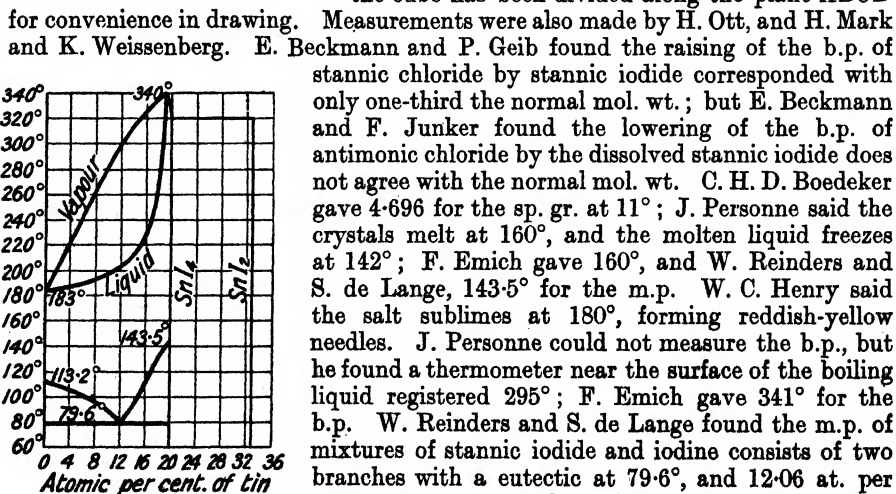 for convenience in drawing. Measurements were also made by H. Ott, and H. Mark
and K. Weissenberg. E. Beckmann and P. Geib found the raising of the b.p. of
stannic chloride by stannic iodide corresponded with
only one-third the normal mol. wt.; but E. Beckmann
and F. Junker found the lowering of the b.p. of
antimonic chloride by the dissolved stannic iodide does
not agree with the normal mol. wt. C. H. D. Boedeker
gave 4·696 for the sp. gr. at 11°; J. Personne said the
crystals melt at 160°, and the molten liquid freezes
at 142°; F. Emich gave 160°, and W. Reinders and
S. de Lange, 143·5° for the m.p. W. C. Henry said
the salt sublimes at 180°, forming reddish-yellow
needles. J. Personne could not measure the b.p., but
he found a thermometer near the surface of the boiling
liquid registered 295°; F. Emich gave 341° for the
b.p. W. Reinders and S. de Lange found the m.p. of
mixtures of stannic iodide and iodine consists of two
branches with a eutectic at 79·6°, and 12·06 at. per
340°
320°
300°
280°
260°
240°
220°
200°
180°
160°
140°
120°
100°
80°
60°
340°
Vapour
Liquid
183°
SnI4
SnI2
143·5°
113·2°
79·6°
0 4 8 12 16 20 24 28 32 36
Atomic per cent. of tin